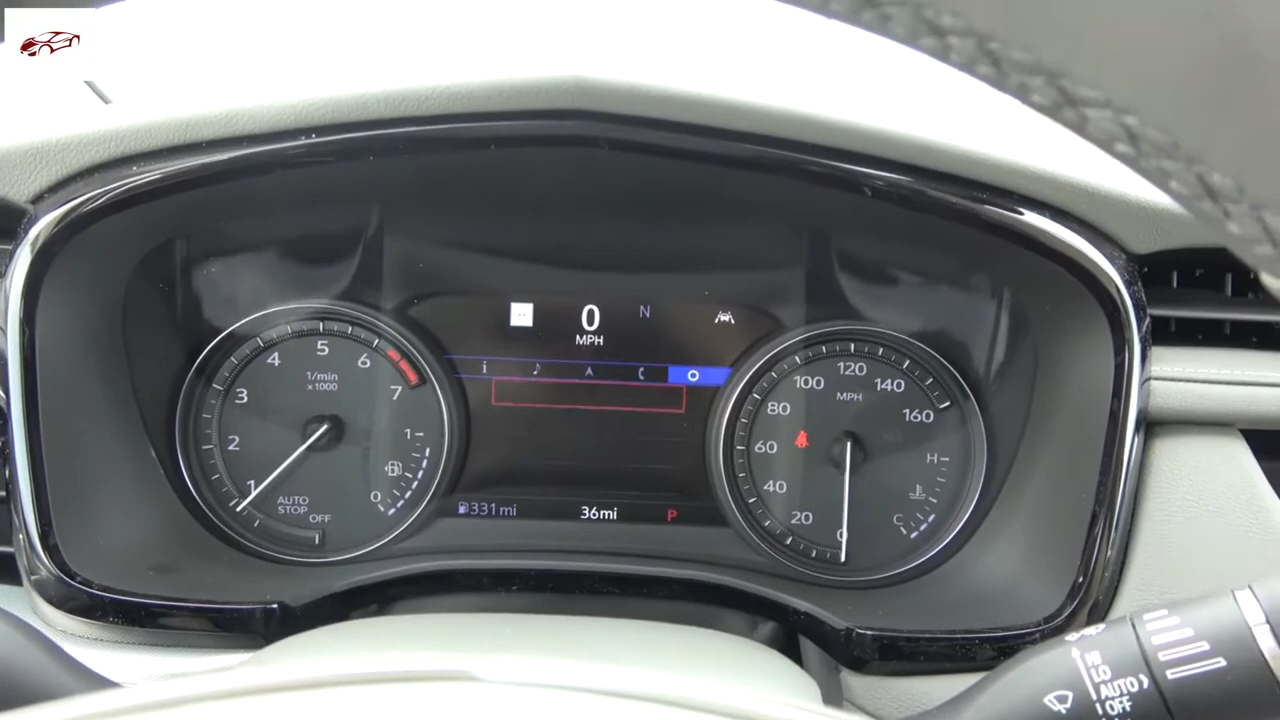 0 N
MPH
1 2 3 4 5 6 7
1/min
x1000
AUTO
STOP
OFF
1
0
i
331 mi 36mi P
0 20 40 60 80 100 120 140 160
MPH
H
C
HI
LO
AUTO
OFF